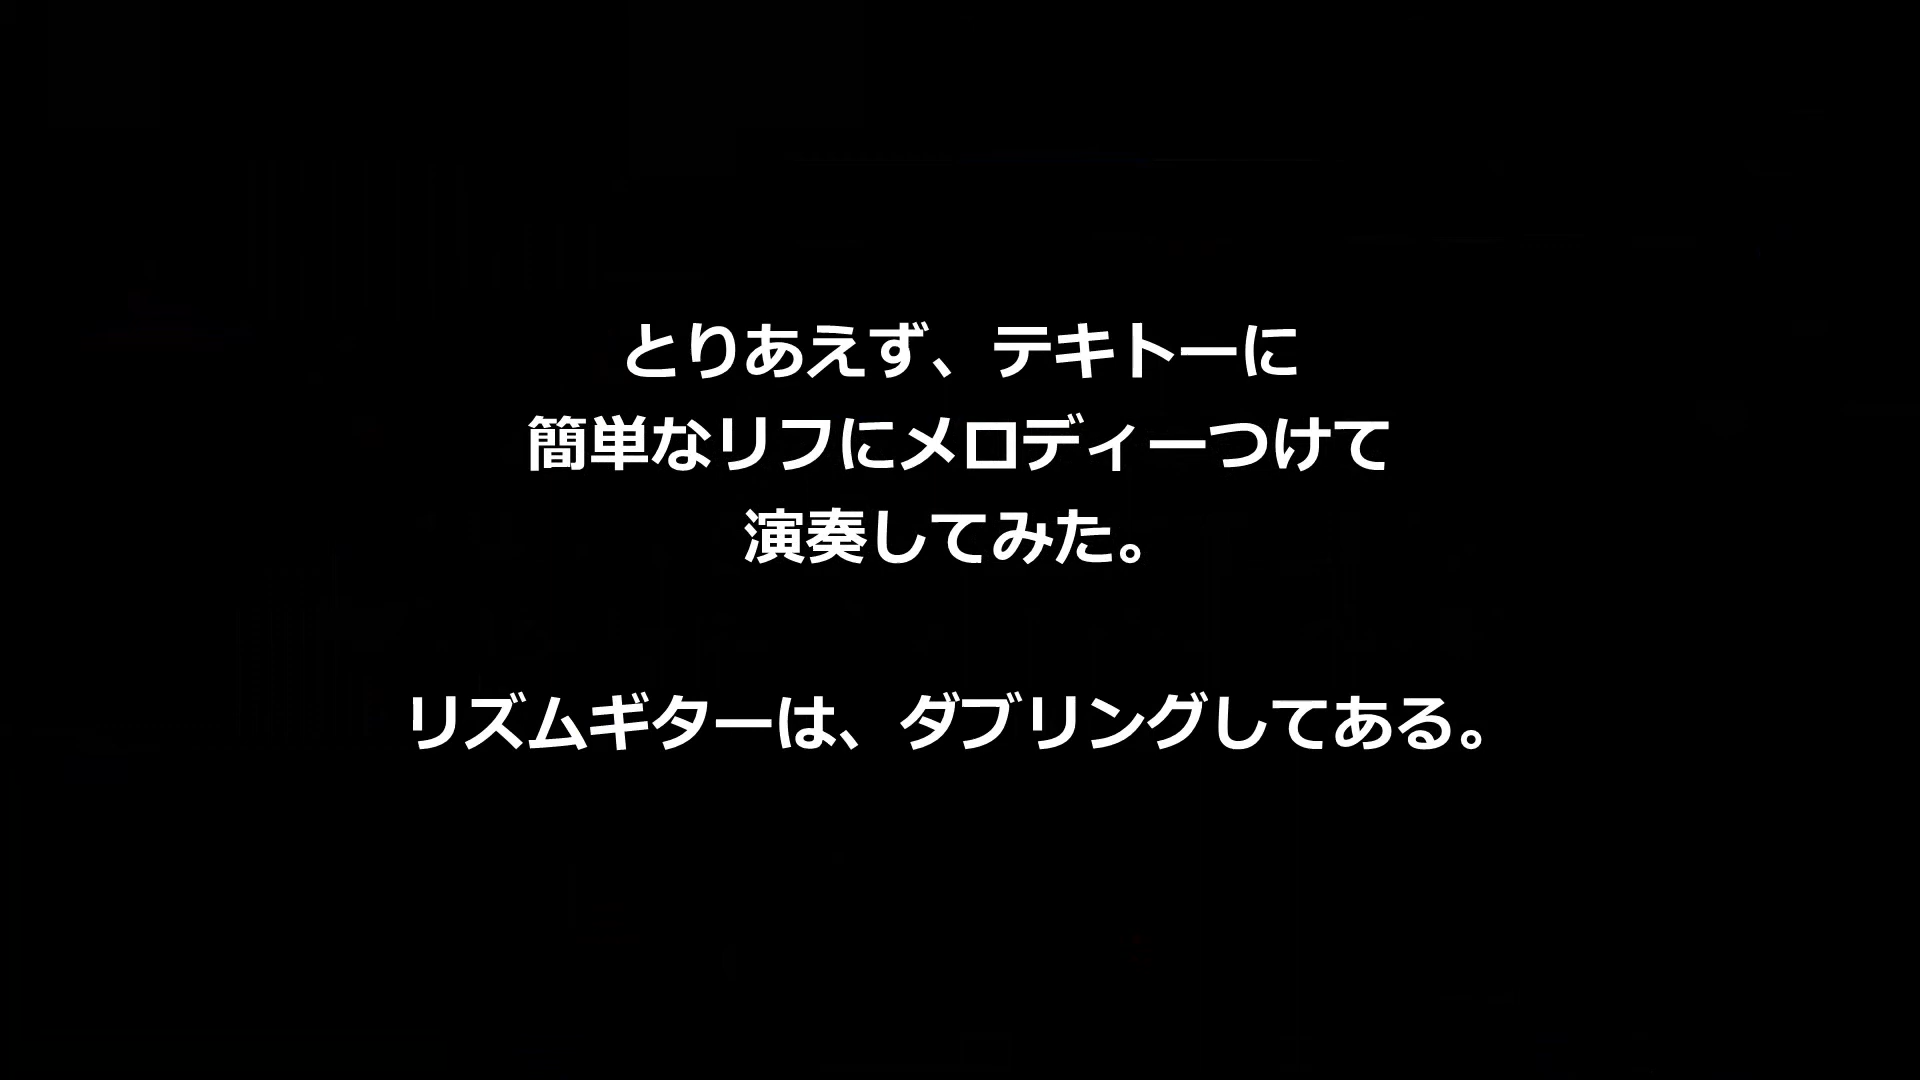 とりあえず、テキトーに
簡単なリフにメロディーつけて
演奏してみた。
リズムギターは、ダブリングしてある。